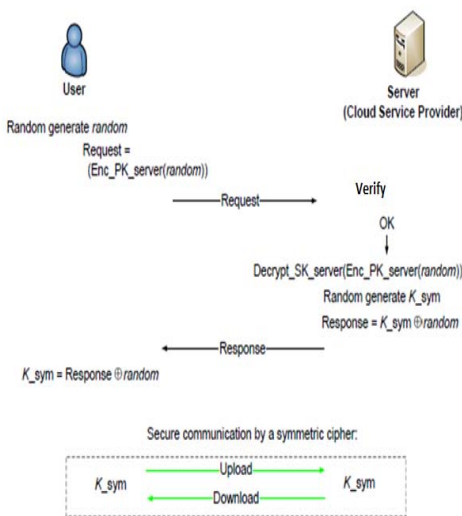 User
Server
(Cloud Service Provider)
Random generate random
Request =
(Enc_PK_server(random))
Request
Verify
OK
Decrypt_SK_server(Enc_PK_server(random))
Random generate K_sym
Response = K_sym ⊕random
Response
K_sym = Response ⊕random
Secure communication by a symmetric cipher:
Upload
K_sym
K_sym
Download